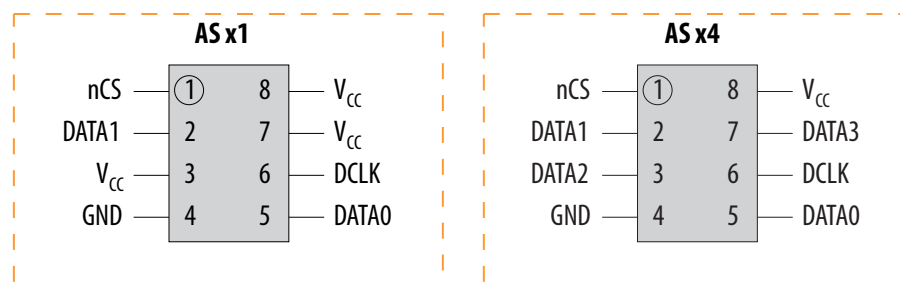 AS x1
nCS 1 8 VCC
DATA1 2 7 VCC
VCC 3 6 DCLK
GND 4 5 DATA0
AS x4
nCS 1 8 VCC
DATA1 2 7 DATA3
DATA2 3 6 DCLK
GND 4 5 DATA0